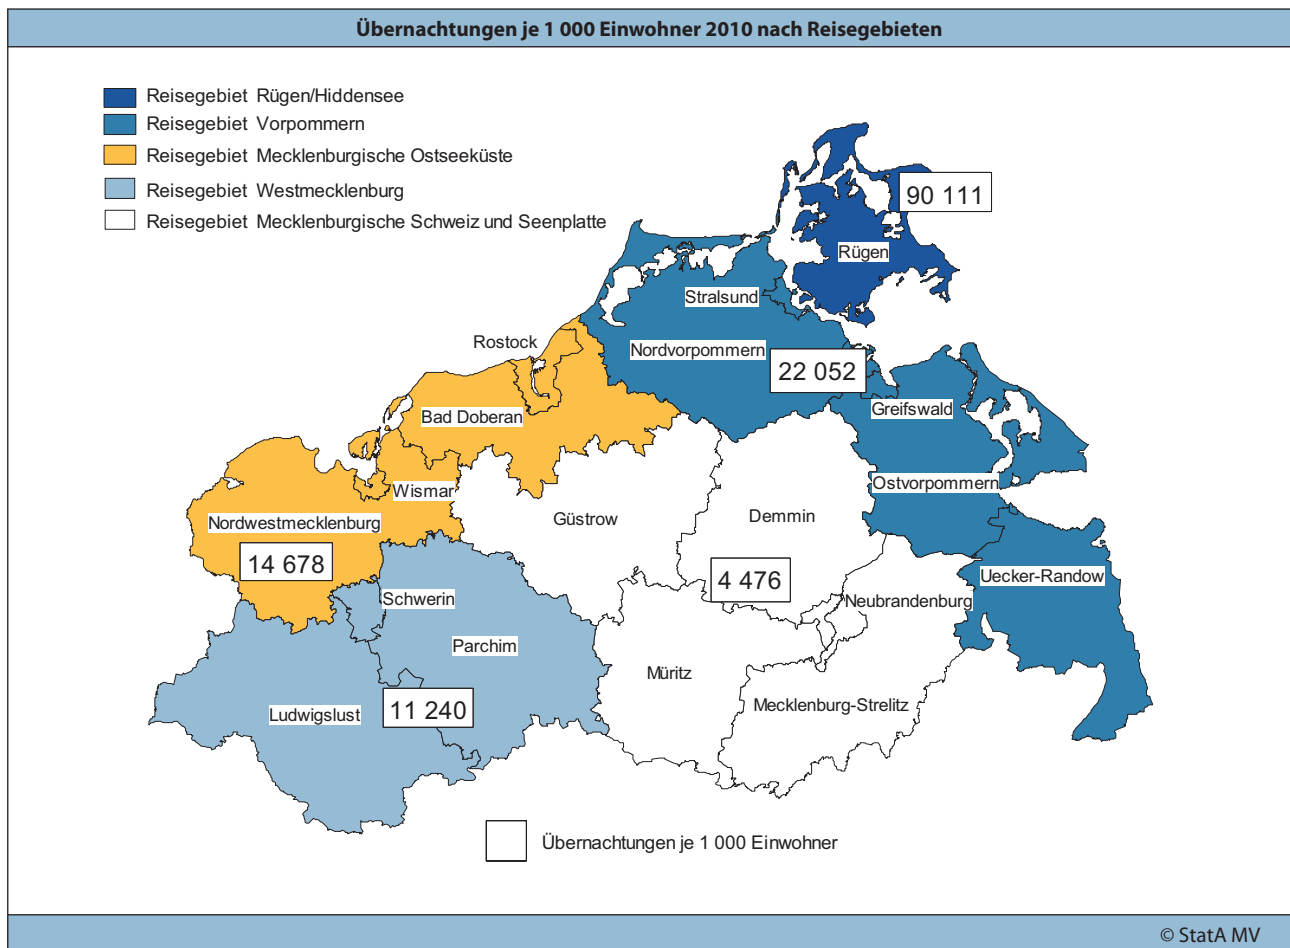 Übernachtungen je 1 000 Einwohner 2010 nach Reisegebieten
Reisegebiet Rügen/Hiddensee
Reisegebiet Vorpommern
Reisegebiet Mecklenburgische Ostseeküste
Reisegebiet Westmecklenburg
Reisegebiet Mecklenburgische Schweiz und Seenplatte
90 111
Rügen
Stralsund
Rostock
Nordvorpommern
22 052
Greifswald
Bad Doberan
Wismar
Ostvorpommern
Nordwestmecklenburg
Güstrow
Demmin
14 678
4 476
Uecker-Randow
Schwerin
Neubrandenburg
Parchim
Müritz
Mecklenburg-Strelitz
Ludwigslust
11 240
Übernachtungen je 1 000 Einwohner
© StatA MV